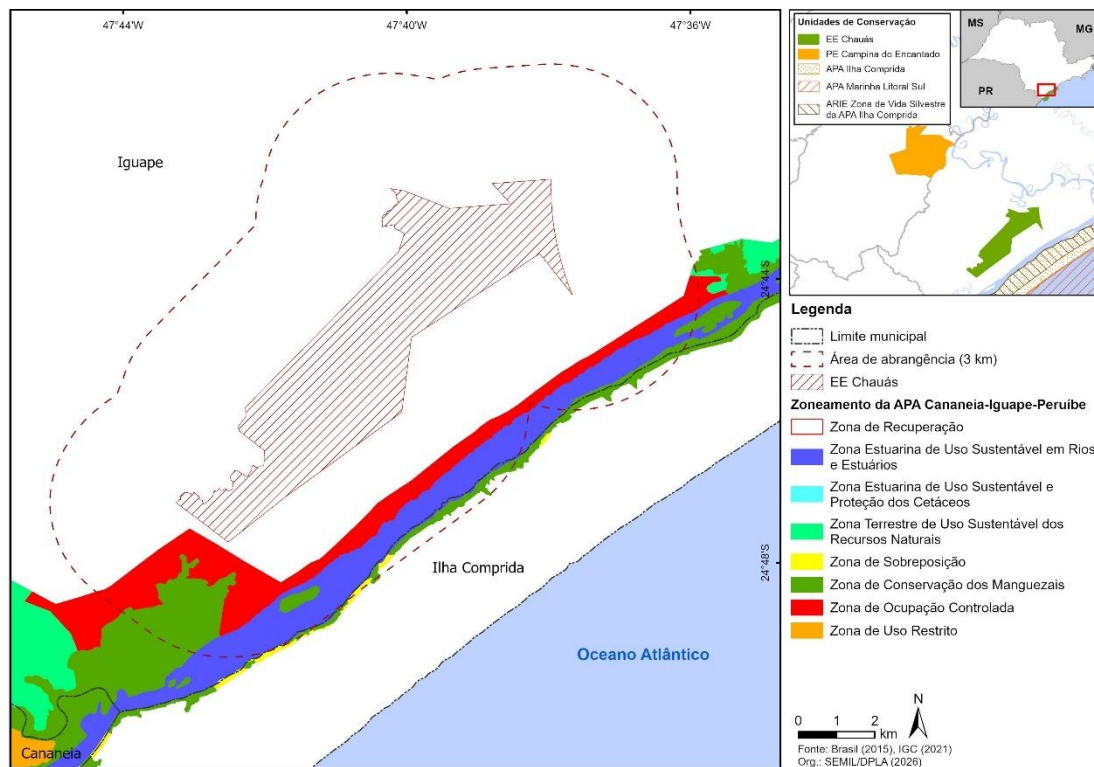 47°44'W
47°40'W
47°36'W
Iguape
24°44'S
24°48'S
Ilha Comprida
Oceano Atlântico
Cananeia
Unidades de Conservação
EE Chauás
PE Campina do Encantado
APA Ilha Comprida
APA Marinha Litoral Sul
ARIE Zona de Vida Silvestre
da APA Ilha Comprida
MS
MG
PR
Legenda
Limite municipal
Área de abrangência (3 km)
EE Chauás
Zoneamento da APA Cananeia-Iguape-Peruíbe
Zona de Recuperação
Zona Estuarina de Uso Sustentável em Rios
e Estuários
Zona Estuarina de Uso Sustentável e
Proteção dos Cetáceos
Zona Terrestre de Uso Sustentável dos
Recursos Naturais
Zona de Sobreposição
Zona de Conservação dos Manguezais
Zona de Ocupação Controlada
Zona de Uso Restrito
N
0 1 2
km
Fonte: Brasil (2015), IGC (2021)
Org.: SEMIL/DPLA (2026)